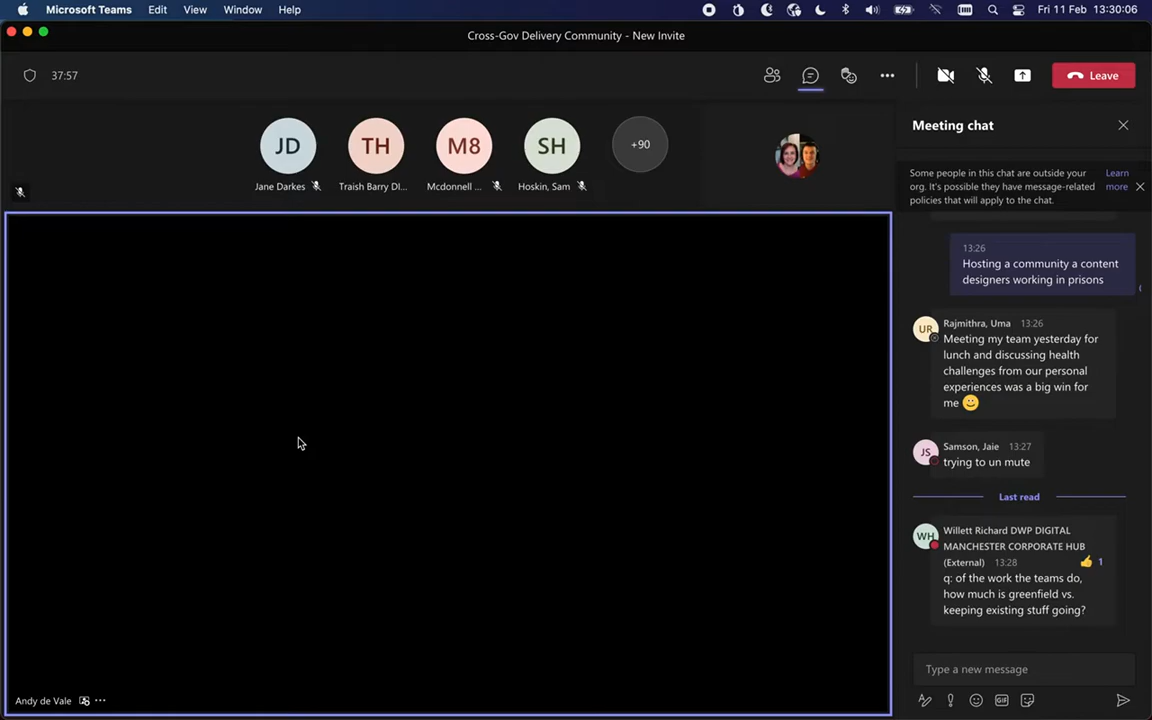 Microsoft Teams Edit View Window Help Fri 11 Feb 13:30:06
Cross-Gov Delivery Community - New Invite
37:57
Leave
JD
TH
M8
SH
+90
Jane Darkes
Traish Barry DI...
Mcdonnell ...
Hoskin, Sam
Andy de Vale
Meeting chat
Some people in this chat are outside your
org. It's possible they have message-related
policies that will apply to the chat.
Learn
more
13:26
Hosting a community a content
designers working in prisons
UR
Rajmithra, Uma 13:26
Meeting my team yesterday for
lunch and discussing health
challenges from our personal
experiences was a big win for
me
JS
Samson, Jaie 13:27
trying to un mute
Last read
WH
Willett Richard DWP DIGITAL
MANCHESTER CORPORATE HUB
(External) 13:28
1
q: of the work the teams do,
how much is greenfield vs.
keeping existing stuff going?
Type a new message
GIF